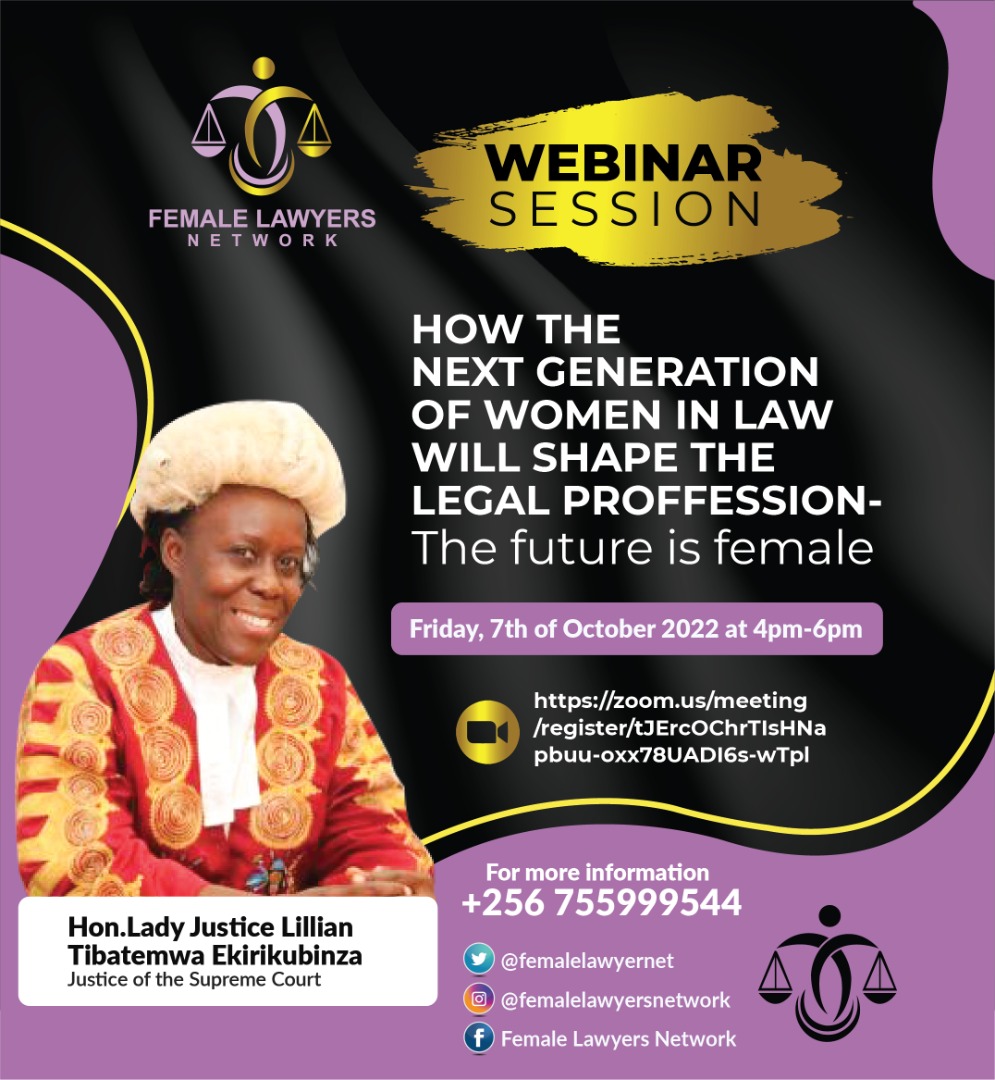 FEMALE LAWYERS
NETWORK
WEBINAR
SESSION
HOW THE
NEXT GENERATION
OF WOMEN IN LAW
WILL SHAPE THE
LEGAL PROFFESSION-
The future is female
Friday, 7th of October 2022 at 4pm-6pm
https://zoom.us/meeting
/register/tJErcOChrTIsHNa
pbuu-oxx78UADI6s-wTpl
For more information
+256 755999544
@femalelawyernet
@femalelawyersnetwork
Female Lawyers Network
Hon.Lady Justice Lillian
Tibatemwa Ekirikubinza
Justice of the Supreme Court